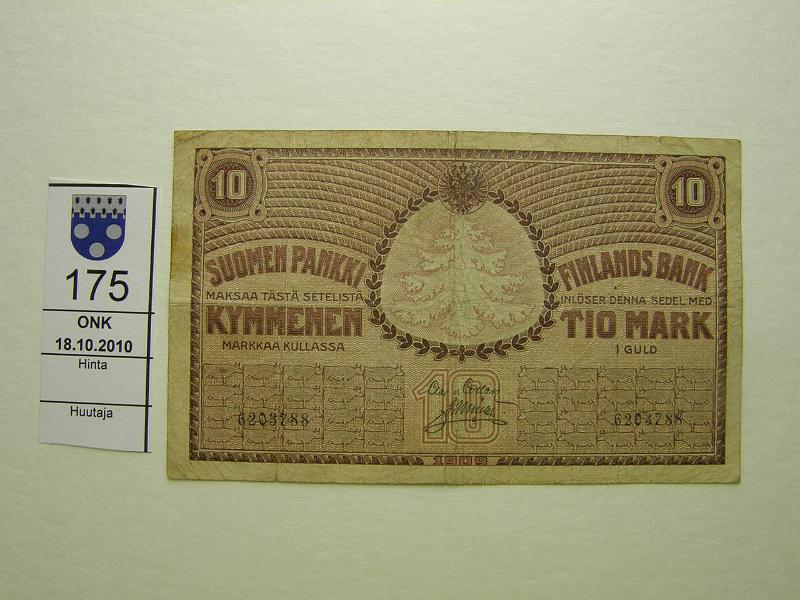 175
ONK
18.10.2010
Hinta
Huutaja
10
10
SUOMEN PANKKI
MAKSAA TÄSTÄ SETELISTÄ
KYMMENEN
MARKKAA KULLASSA
FINLANDS BANK
INLÖSER DENNA SEDEL MED
TIO MARK
I GULD
6203788
10
6203788
1909